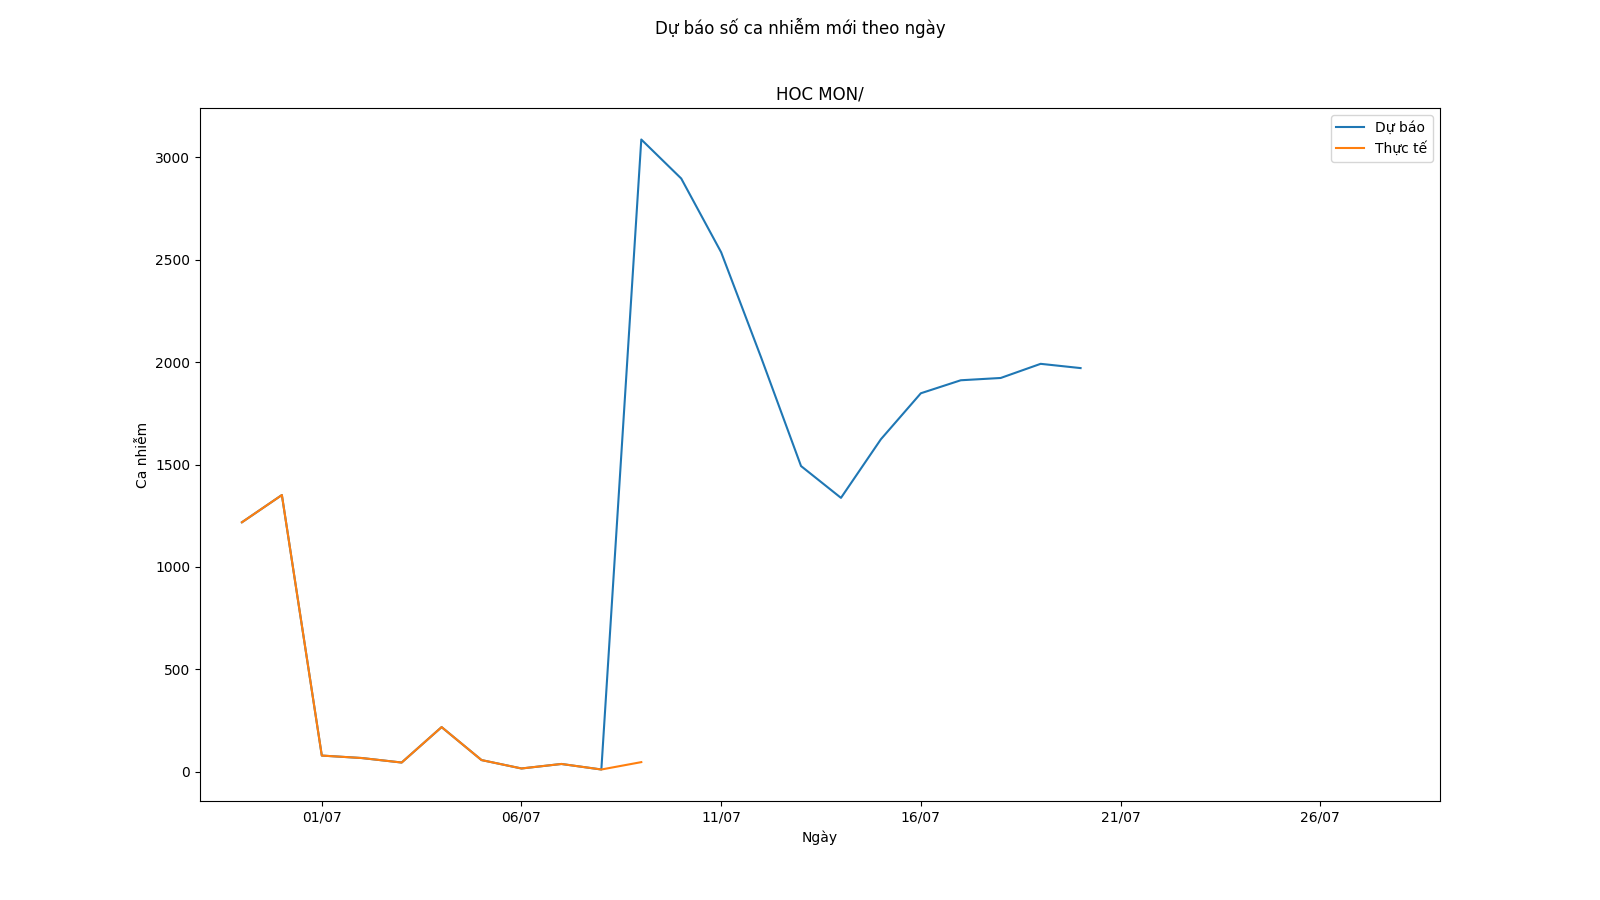 Dự báo số ca nhiễm mới theo ngày
HOC MON/
Dự báo
Thực tế
3000
2500
2000
1500
1000
500
0
Ca nhiễm
01/07
06/07
11/07
16/07
21/07
26/07
Ngày